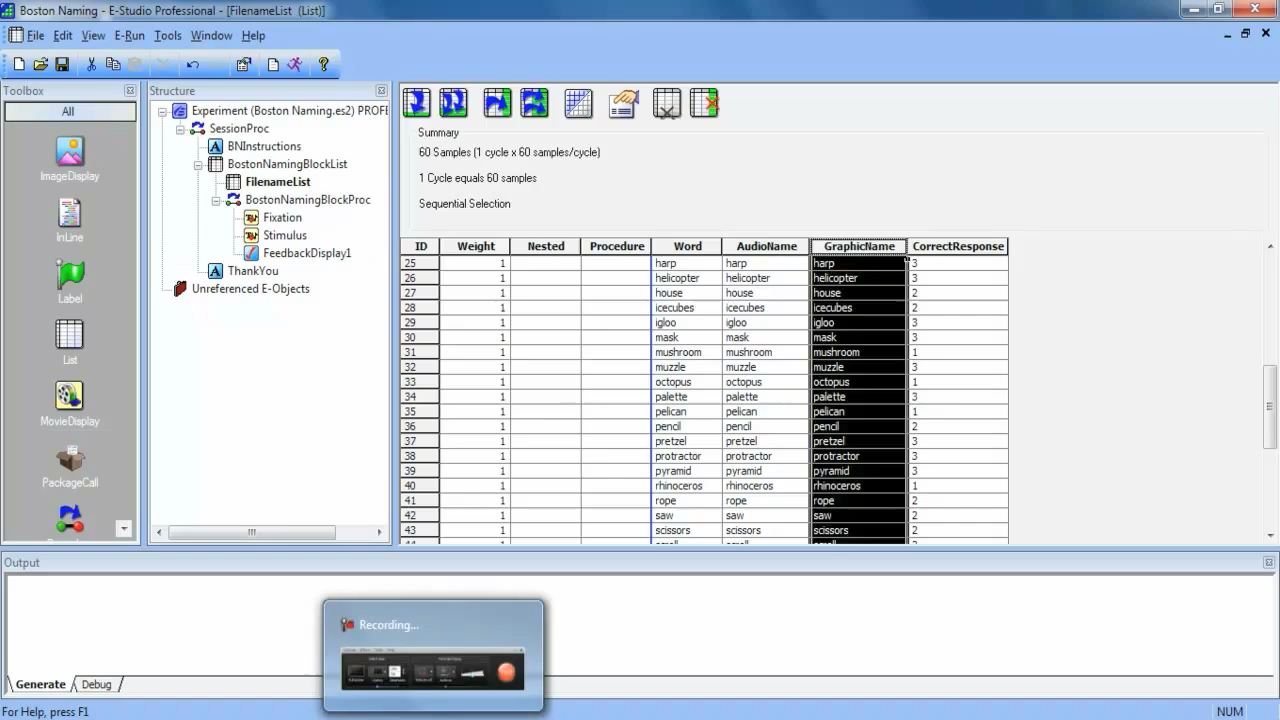 Boston Naming - E-Studio Professional - [FilenameList (List)]
File Edit View E-Run Tools Window Help
Toolbox
All
ImageDisplay
InLine
Label
List
MovieDisplay
PackageCall
Structure
Experiment (Boston Naming.es2) PROFE
SessionProc
BNInstructions
BostonNamingBlockList
FilenameList
BostonNamingBlockProc
Fixation
Stimulus
FeedbackDisplay1
ThankYou
Unreferenced E-Objects
Summary
60 Samples (1 cycle x 60 samples/cycle)
1 Cycle equals 60 samples
Sequential Selection
ID Weight Nested Procedure Word AudioName GraphicName CorrectResponse
25 1 harp harp harp 3
26 1 helicopter helicopter helicopter 3
27 1 house house house 2
28 1 icecubes icecubes icecubes 2
29 1 igloo igloo igloo 3
30 1 mask mask mask 3
31 1 mushroom mushroom mushroom 1
32 1 muzzle muzzle muzzle 3
33 1 octopus octopus octopus 1
34 1 palette palette palette 3
35 1 pelican pelican pelican 1
36 1 pencil pencil pencil 2
37 1 pretzel pretzel pretzel 3
38 1 protractor protractor protractor 3
39 1 pyramid pyramid pyramid 3
40 1 rhinoceros rhinoceros rhinoceros 1
41 1 rope rope rope 2
42 1 saw saw saw 2
43 1 scissors scissors scissors 2
Output
Recording...
Generate Debug
For Help, press F1
NUM